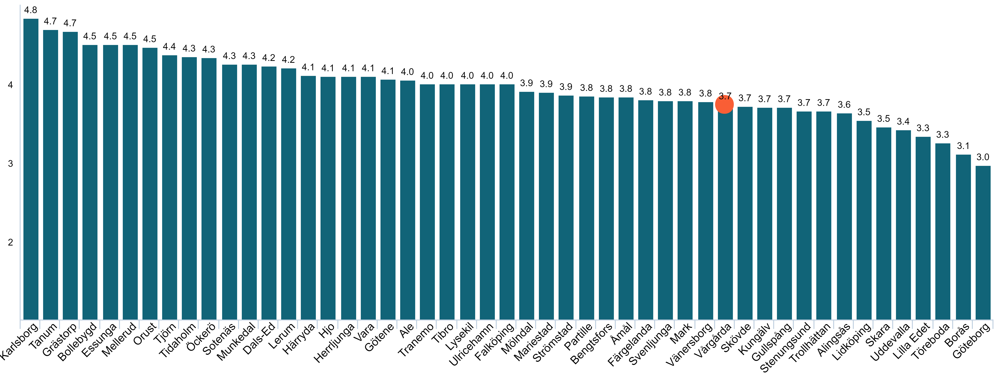 4.8 4.7 4.7 4.5 4.5 4.5 4.5 4.4 4.3 4.3 4.3 4.3 4.2 4.2 4.1 4.1 4.1 4.1 4.1 4.0 4.0 4.0 4.0 4.0 4.0 3.9 3.9 3.9 3.8 3.8 3.8 3.8 3.8 3.8 3.8 3.7 3.7 3.7 3.7 3.7 3.7 3.6 3.5 3.5 3.4 3.3 3.3 3.1 3.0
4
3
2
Karlsborg
Tanum
Grästorp
Bollebygd
Essunga
Mellerud
Orust
Tjörn
Tidaholm
Öckerö
Sotenäs
Munkedal
Dals-Ed
Lerum
Härryda
Hjo
Herrljunga
Vara
Götene
Ale
Tranemo
Tibro
Lysekil
Ulricehamn
Falköping
Mölndal
Mariestad
Strömstad
Partille
Bengtsfors
Åmål
Färgelanda
Svenljunga
Mark
Vänersborg
Vårgårda
Skövde
Kungälv
Gullspång
Stenungsund
Trollhättan
Alingsås
Lidköping
Skara
Uddevalla
Lilla Edet
Töreboda
Borås
Göteborg